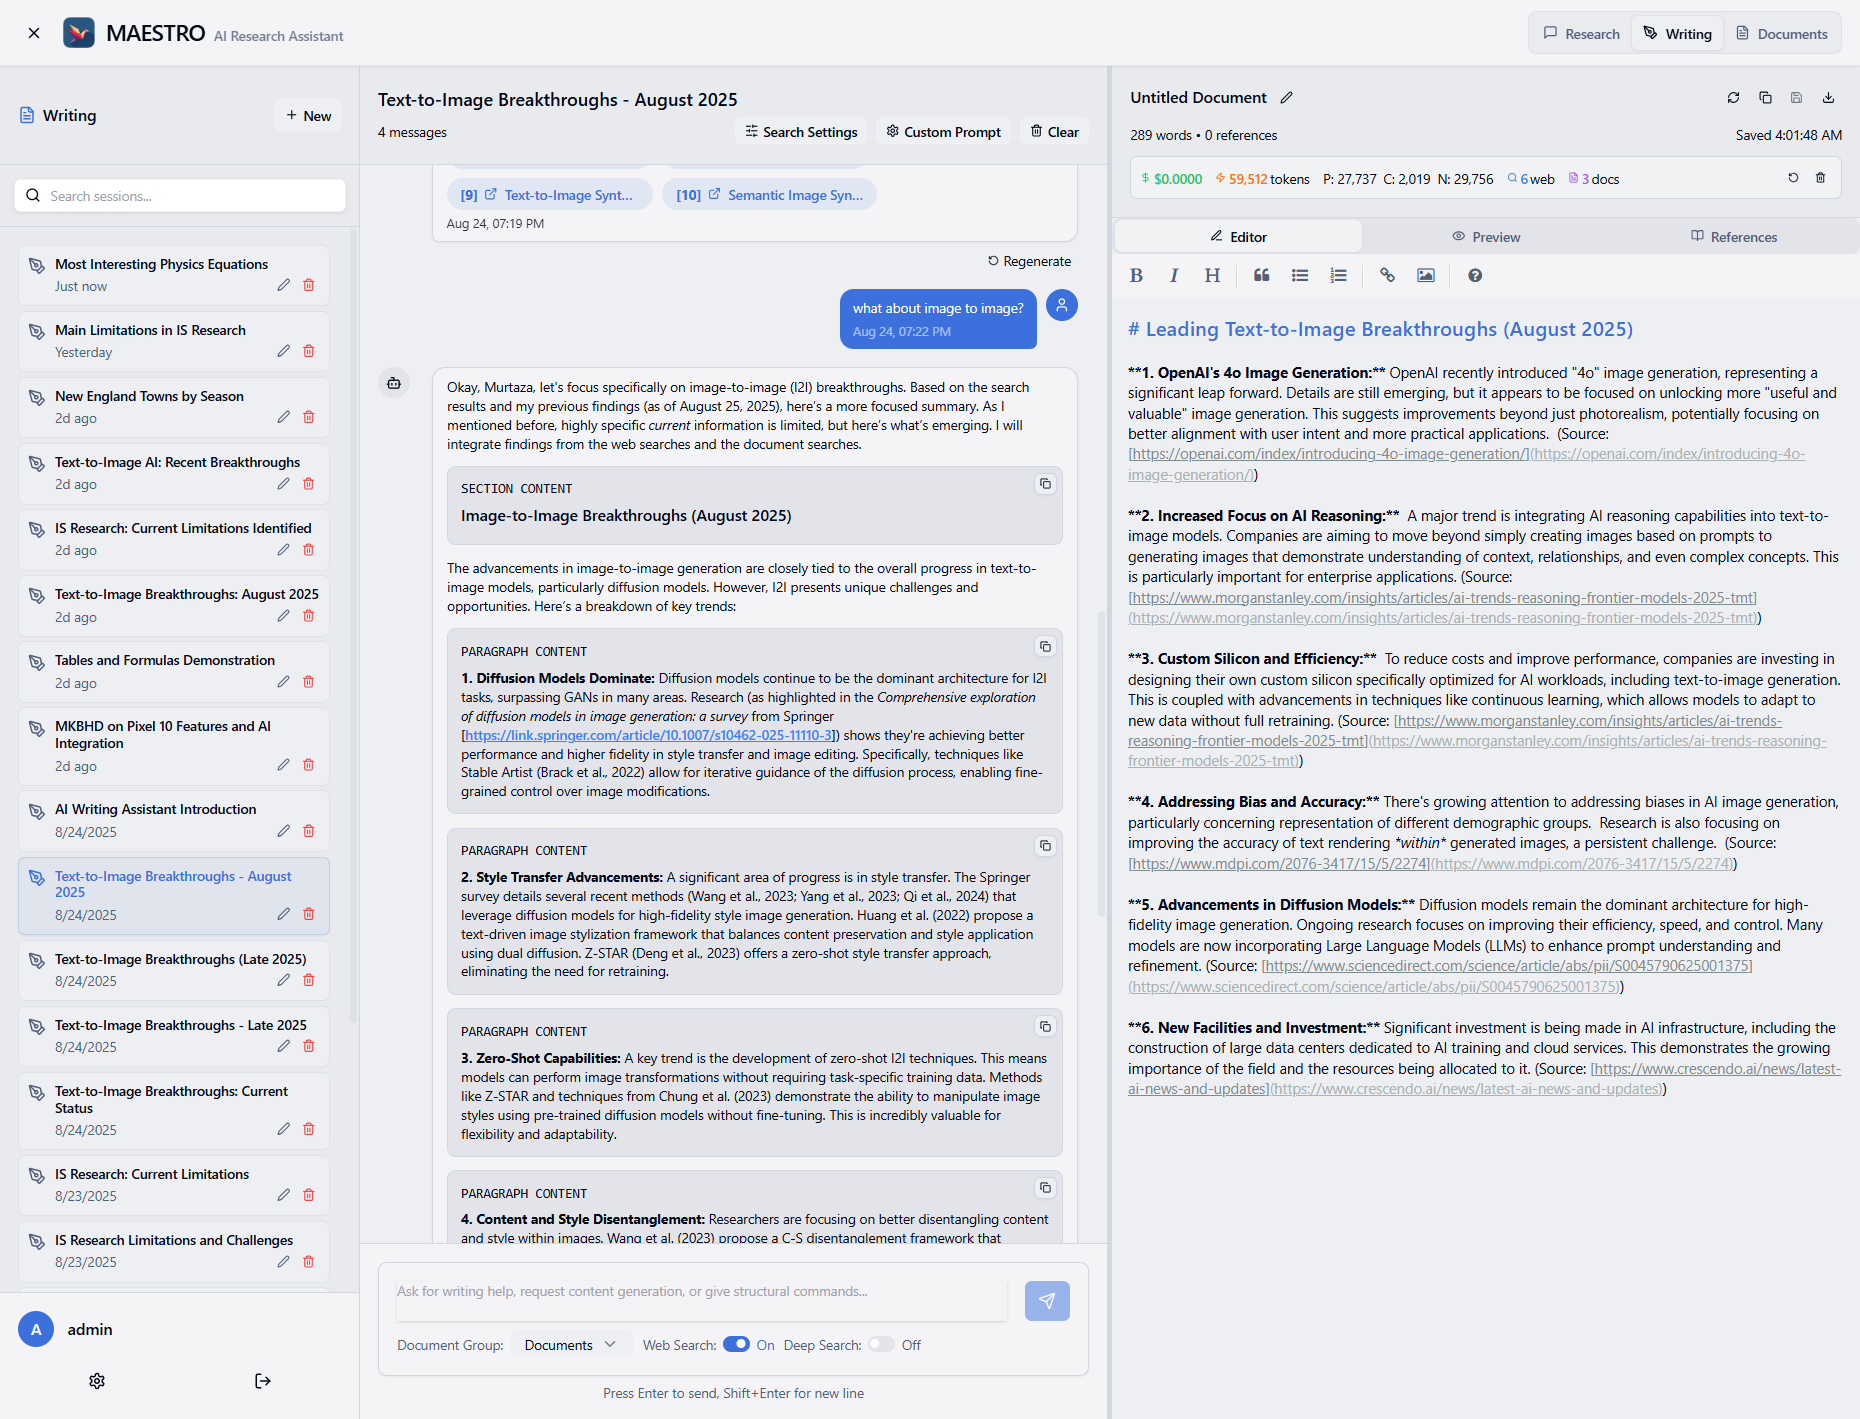 MAESTRO AI Research Assistant
Research
Writing
Documents
Writing
New
Search sessions...
Most Interesting Physics Equations
Just now
Main Limitations in IS Research
Yesterday
New England Towns by Season
2d ago
Text-to-Image AI: Recent Breakthroughs
2d ago
IS Research: Current Limitations Identified
2d ago
Text-to-Image Breakthroughs: August 2025
2d ago
Tables and Formulas Demonstration
2d ago
MKBHD on Pixel 10 Features and AI
Integration
2d ago
AI Writing Assistant Introduction
8/24/2025
Text-to-Image Breakthroughs - August
2025
8/24/2025
Text-to-Image Breakthroughs (Late 2025)
8/24/2025
Text-to-Image Breakthroughs - Late 2025
8/24/2025
Text-to-Image Breakthroughs: Current
Status
8/24/2025
IS Research: Current Limitations
8/23/2025
IS Research Limitations and Challenges
8/23/2025
A
admin
Text-to-Image Breakthroughs - August 2025
4 messages
Search Settings
Custom Prompt
Clear
[9] Text-to-Image Synt...
[10] Semantic Image Syn...
Aug 24, 07:19 PM
Regenerate
what about image to image?
Aug 24, 07:22 PM
Okay, Murtaza, let's focus specifically on image-to-image (I2I) breakthroughs. Based on the search
results and my previous findings (as of August 25, 2025), here's a more focused summary. As I
mentioned before, highly specific current information is limited, but here's what's emerging. I will
integrate findings from the web searches and the document searches.
SECTION CONTENT
Image-to-Image Breakthroughs (August 2025)
The advancements in image-to-image generation are closely tied to the overall progress in text-to-
image models, particularly diffusion models. However, I2I presents unique challenges and
opportunities. Here's a breakdown of key trends:
PARAGRAPH CONTENT
1. Diffusion Models Dominate: Diffusion models continue to be the dominant architecture for I2I
tasks, surpassing GANs in many areas. Research (as highlighted in the Comprehensive exploration
of diffusion models in image generation: a survey from Springer
[https://link.springer.com/article/10.1007/s10462-025-11110-3]) shows they're achieving better
performance and higher fidelity in style transfer and image editing. Specifically, techniques like
Stable Artist (Brack et al., 2022) allow for iterative guidance of the diffusion process, enabling fine-
grained control over image modifications.
PARAGRAPH CONTENT
2. Style Transfer Advancements: A significant area of progress is in style transfer. The Springer
survey details several recent methods (Wang et al., 2023; Yang et al., 2023; Qi et al., 2024) that
leverage diffusion models for high-fidelity style image generation. Huang et al. (2022) propose a
text-driven image stylization framework that balances content preservation and style application
using dual diffusion. Z-STAR (Deng et al., 2023) offers a zero-shot style transfer approach,
eliminating the need for retraining.
PARAGRAPH CONTENT
3. Zero-Shot Capabilities: A key trend is the development of zero-shot I2I techniques. This means
models can perform image transformations without requiring task-specific training data. Methods
like Z-STAR and techniques from Chung et al. (2023) demonstrate the ability to manipulate image
styles using pre-trained diffusion models without fine-tuning. This is incredibly valuable for
flexibility and adaptability.
PARAGRAPH CONTENT
4. Content and Style Disentanglement: Researchers are focusing on better disentangling content
and style within images. Wang et al. (2023) propose a C-S disentanglement framework that
Ask for writing help, request content generation, or give structural commands...
Document Group: Documents Web Search: On Deep Search: Off
Press Enter to send, Shift+Enter for new line
Untitled Document
289 words • 0 references
Saved 4:01:48 AM
$ $0.0000 59,512 tokens P: 27,737 C: 2,019 N: 29,756 6 web 3 docs
Editor
Preview
References
B I H
# Leading Text-to-Image Breakthroughs (August 2025)
**1. OpenAI's 4o Image Generation:** OpenAI recently introduced "4o" image generation, representing a
significant leap forward. Details are still emerging, but it appears to be focused on unlocking more "useful and
valuable" image generation. This suggests improvements beyond just photorealism, potentially focusing on
better alignment with user intent and more practical applications. (Source:
[https://openai.com/index/introducing-4o-image-generation/](https://openai.com/index/introducing-4o-
image-generation/))
**2. Increased Focus on AI Reasoning:** A major trend is integrating AI reasoning capabilities into text-to-
image models. Companies are aiming to move beyond simply creating images based on prompts to
generating images that demonstrate understanding of context, relationships, and even complex concepts. This
is particularly important for enterprise applications. (Source:
[https://www.morganstanley.com/insights/articles/ai-trends-reasoning-frontier-models-2025-tmt]
(https://www.morganstanley.com/insights/articles/ai-trends-reasoning-frontier-models-2025-tmt))
**3. Custom Silicon and Efficiency:** To reduce costs and improve performance, companies are investing in
designing their own custom silicon specifically optimized for AI workloads, including text-to-image generation.
This is coupled with advancements in techniques like continuous learning, which allows models to adapt to
new data without full retraining. (Source: [https://www.morganstanley.com/insights/articles/ai-trends-
reasoning-frontier-models-2025-tmt](https://www.morganstanley.com/insights/articles/ai-trends-reasoning-
frontier-models-2025-tmt))
**4. Addressing Bias and Accuracy:** There's growing attention to addressing biases in AI image generation,
particularly concerning representation of different demographic groups. Research is also focusing on
improving the accuracy of text rendering *within* generated images, a persistent challenge. (Source:
[https://www.mdpi.com/2076-3417/15/5/2274](https://www.mdpi.com/2076-3417/15/5/2274))
**5. Advancements in Diffusion Models:** Diffusion models remain the dominant architecture for high-
fidelity image generation. Ongoing research focuses on improving their efficiency, speed, and control. Many
models are now incorporating Large Language Models (LLMs) to enhance prompt understanding and
refinement. (Source: [https://www.sciencedirect.com/science/article/abs/pii/S0045790625001375]
(https://www.sciencedirect.com/science/article/abs/pii/S0045790625001375))
**6. New Facilities and Investment:** Significant investment is being made in AI infrastructure, including the
construction of large data centers dedicated to AI training and cloud services. This demonstrates the growing
importance of the field and the resources being allocated to it. (Source: [https://www.crescendo.ai/news/latest-
ai-news-and-updates](https://www.crescendo.ai/news/latest-ai-news-and-updates))